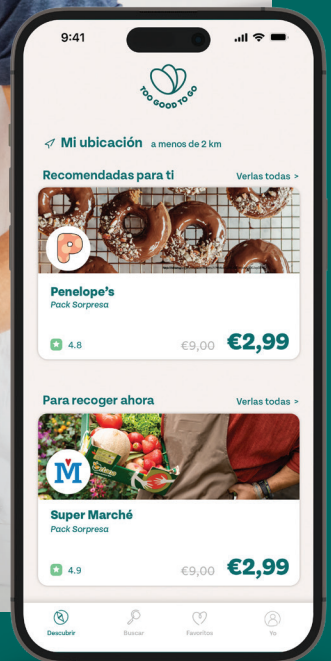 9:41
TOO GOOD TO GO
Mi ubicación a menos de 2 km
Recomendadas para ti Verlas todas >
P
Penelope's
Pack Sorpresa
4.8 €9,00 €2,99
Para recoger ahora Verlas todas >
M
Super Marché
Pack Sorpresa
4.9 €9,00 €2,99
Descubrir Buscar Favoritos Yo